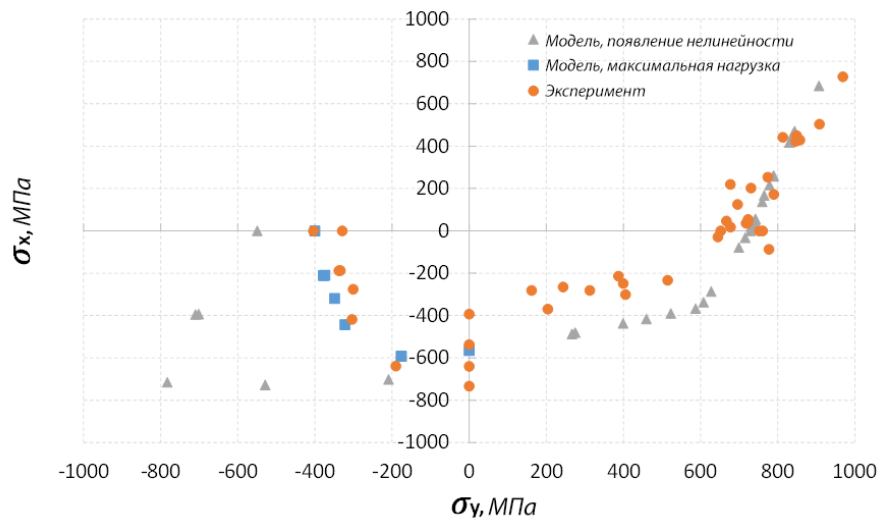 1000
800
600
400
200
0
-200
-400
-600
-800
-1000
σx, МПа
Модель, появление нелинейности
Модель, максимальная нагрузка
Эксперимент
-1000 -800 -600 -400 -200 0 200 400 600 800 1000
σy, МПа